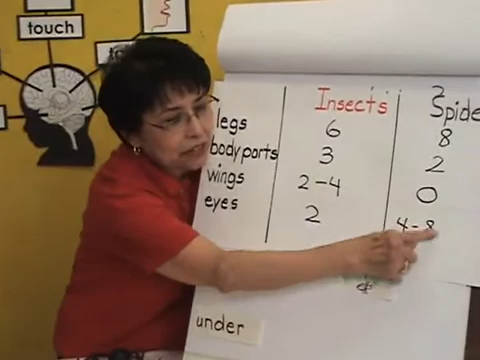 touch
Insects Spide
legs 6 8
body parts 3 2
wings 2-4 0
eyes 2 4-8
under